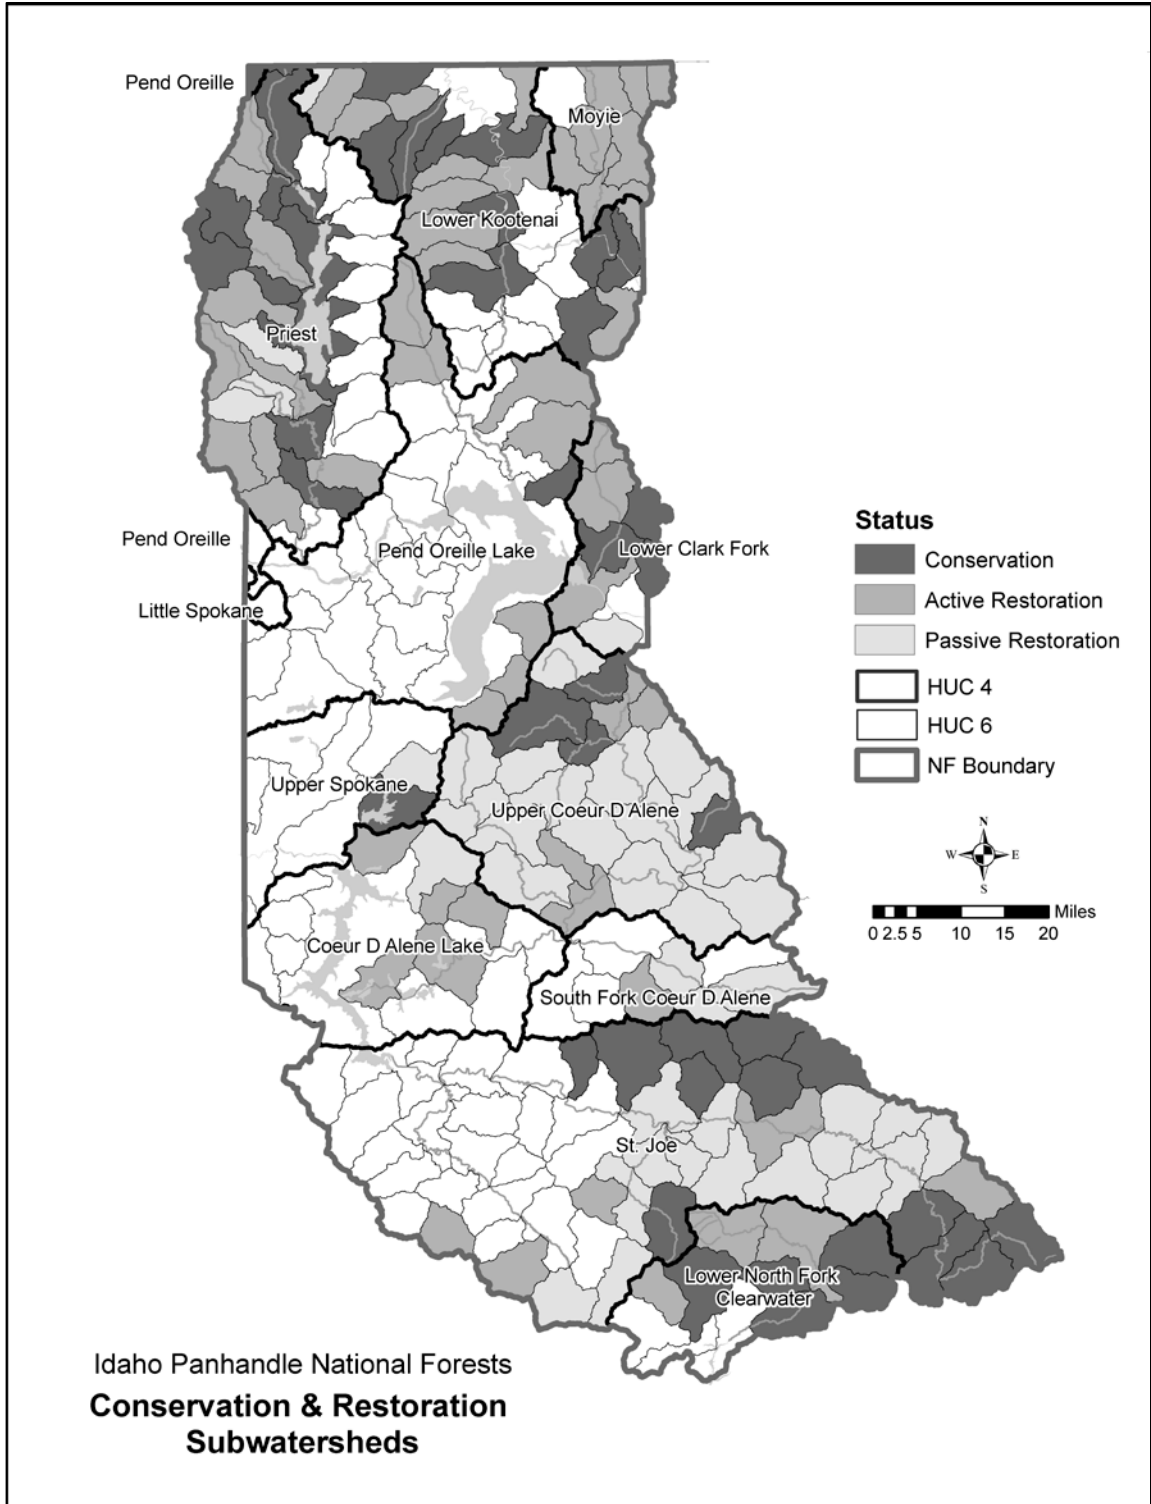 Pend Oreille
Moyie
Lower Kootenai
Priest
Pend Oreille
Pend Oreille Lake
Lower Clark Fork
Little Spokane
Upper Spokane
Upper Coeur D Alene
Coeur D Alene Lake
South Fork Coeur D Alene
St. Joe
Lower North Fork
Clearwater
Status
Conservation
Active Restoration
Passive Restoration
HUC 4
HUC 6
NF Boundary
N
W E
S
Miles
0 2.5 5 10 15 20
Idaho Panhandle National Forests
Conservation & Restoration
Subwatersheds